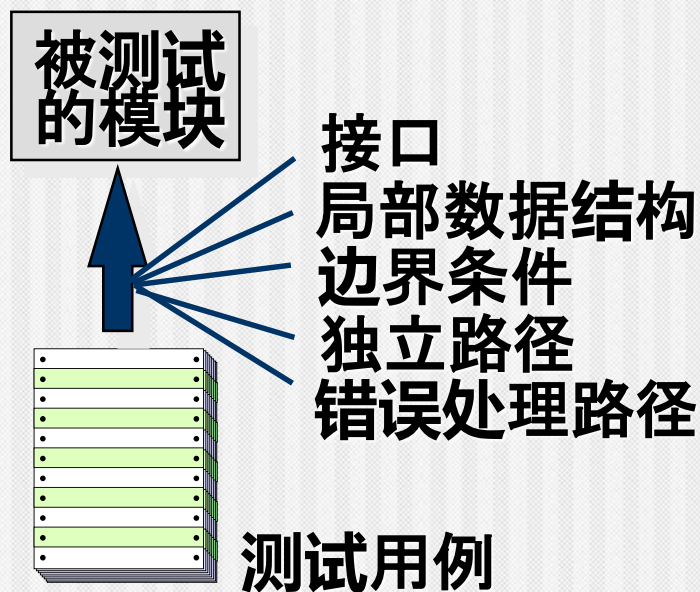 被测试
的模块
接口
局部数据结构
边界条件
独立路径
错误处理路径
测试用例